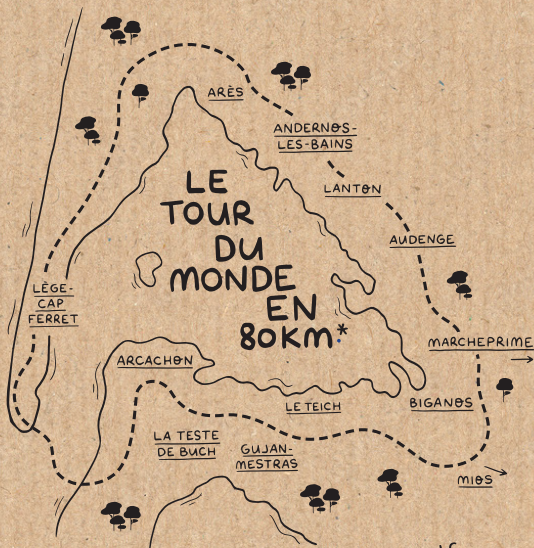 ARÈS
ANDERNOS-
LES-BAINS
LANTON
AUDENGE
LE
TOUR
DU
MONDE
EN
80KM*
LÈGE-
CAP
FERRET
MARCHEPRIME
ARCACHON
LE TEICH
BIGANOS
LA TESTE
DE BUCH
GUJAN-
MESTRAS
MIOS